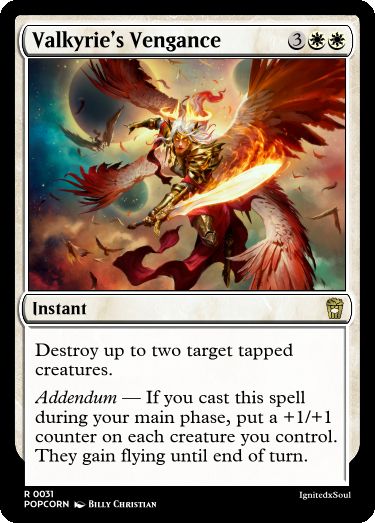 Valkyrie's Vengance 3
Instant
Destroy up to two target tapped
creatures.
Addendum — If you cast this spell
during your main phase, put a +1/+1
counter on each creature you control.
They gain flying until end of turn.
R 0031
POPCORN Billy Christian
IgnitedxSoul